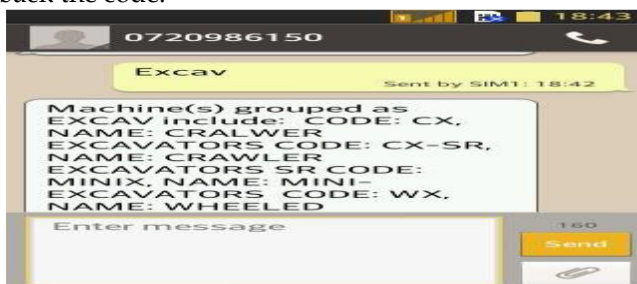 back the code.
18:43
0720986150
Excav
Sent by SIM1: 18:42
Machine(s) grouped as
EXCAV include:  CODE: CX,
NAME: CRALWER
EXCAVATORS CODE: CX-SR,
NAME: CRAWLER
EXCAVATORS SR CODE:
MINIX, NAME: MINI-
EXCAVATORS  CODE: WX,
NAME: WHEELED
Enter message
160
Send